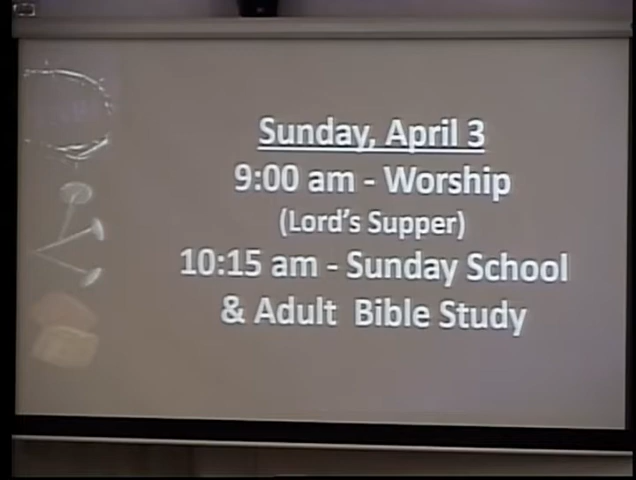 Sunday, April 3
9:00 am - Worship
(Lord's Supper)
10:15 am - Sunday School
& Adult Bible Study